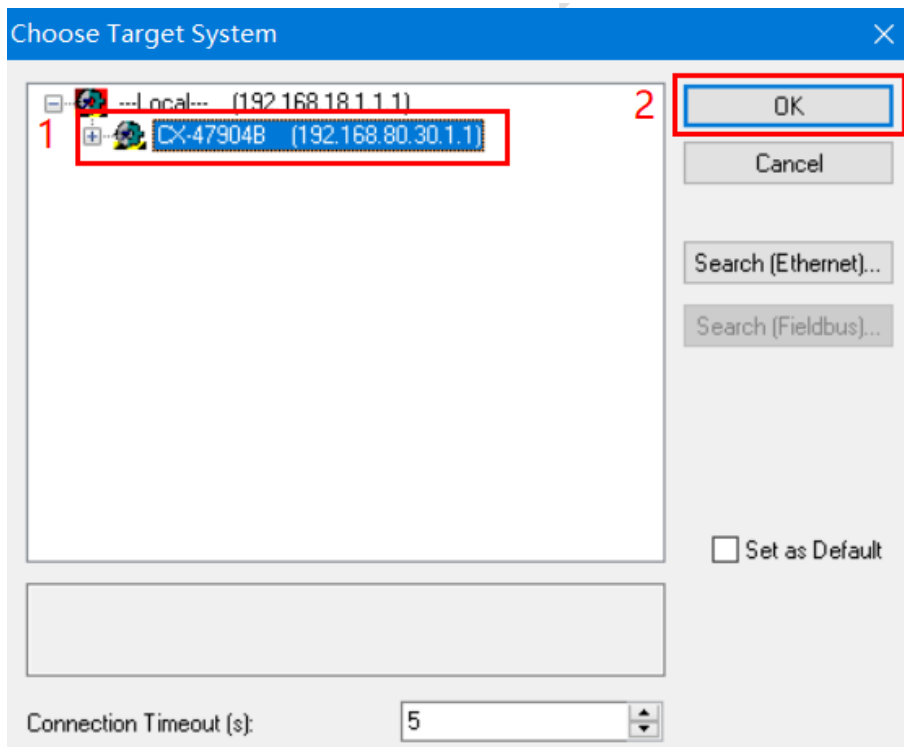 Choose Target System
---Local--- (192.168.18.1.1.1)
2
OK
1
CX-47904B (192.168.80.30.1.1)
Cancel
Search (Ethernet)...
Search (Fieldbus)...
Set as Default
Connection Timeout (s):
5